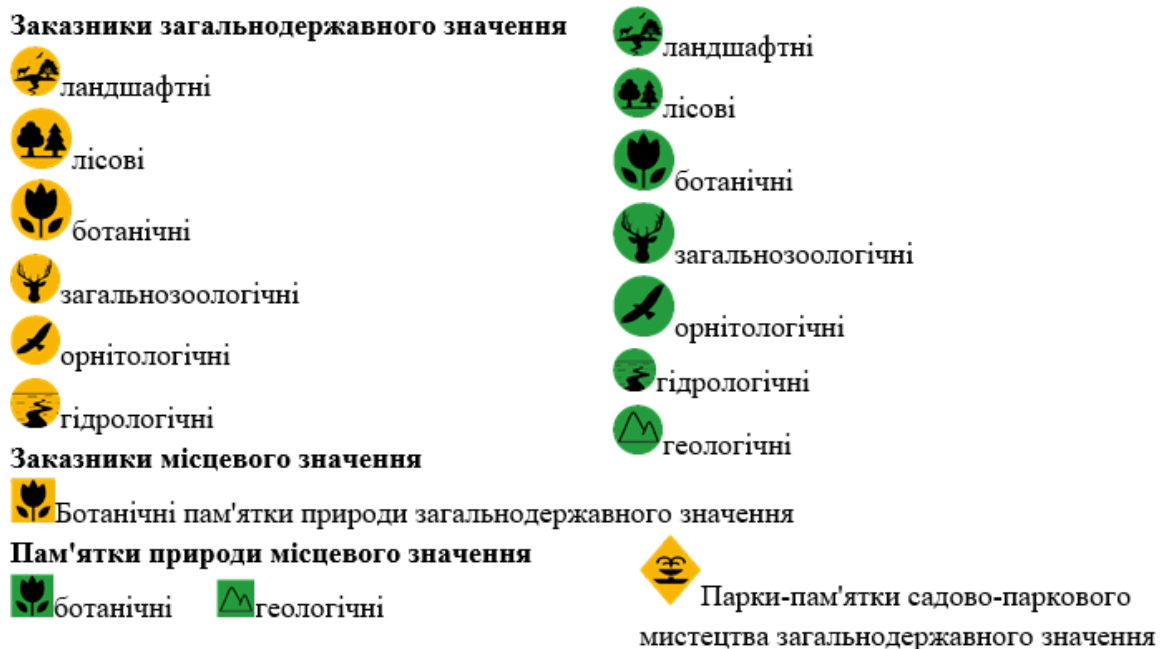 Заказники загальнодержавного значення
ландшафтні
лісові
ботанічні
загальнозоологічні
орнітологічні
гідрологічні
Заказники місцевого значення
ландшафтні
лісові
ботанічні
загальнозоологічні
орнітологічні
гідрологічні
геологічні
Ботанічні пам'ятки природи загальнодержавного значення
Пам'ятки природи місцевого значення
ботанічні геологічні
Парки-пам'ятки садово-паркового
мистецтва загальнодержавного значення